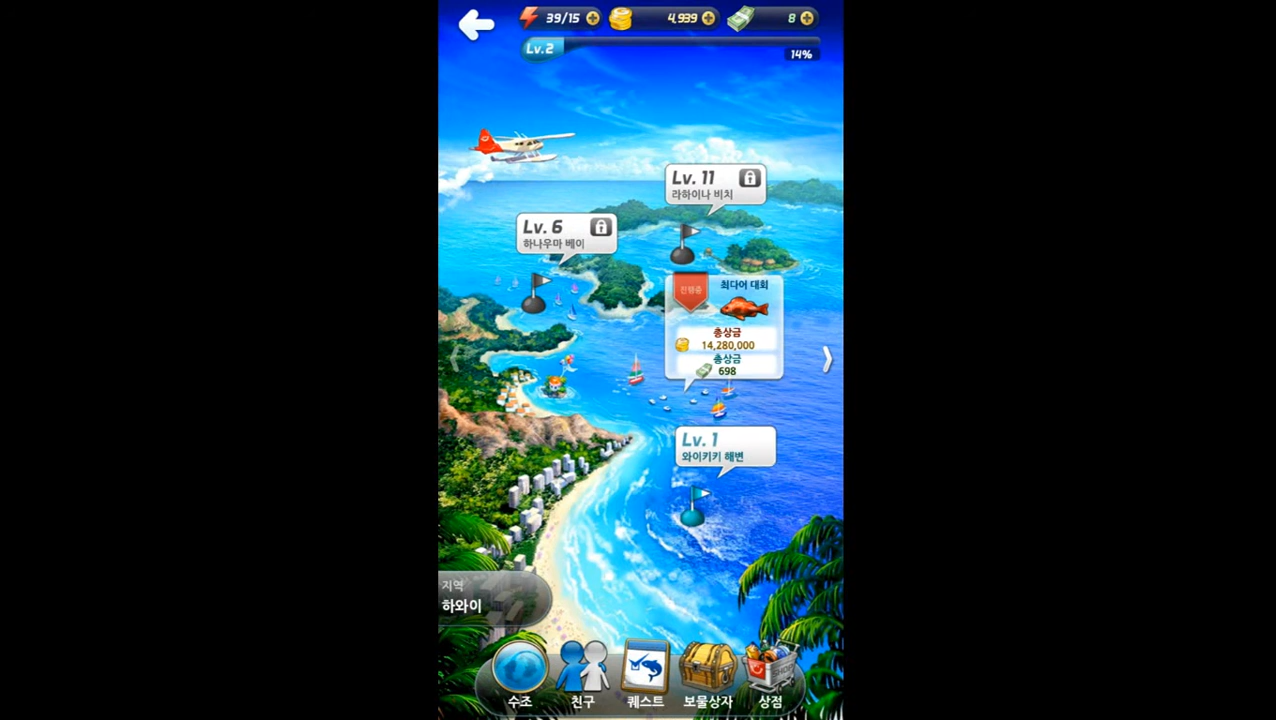 39/15
4,939
8
Lv.2
14%
Lv. 11
라하이나 비치
Lv. 6
하나우마 베이
진행중
최다어 대회
총상금
14,280,000
총상금
698
Lv. 1
와이키키 해변
지역
하와이
SHOP
수조
친구
퀘스트
보물상자
상점